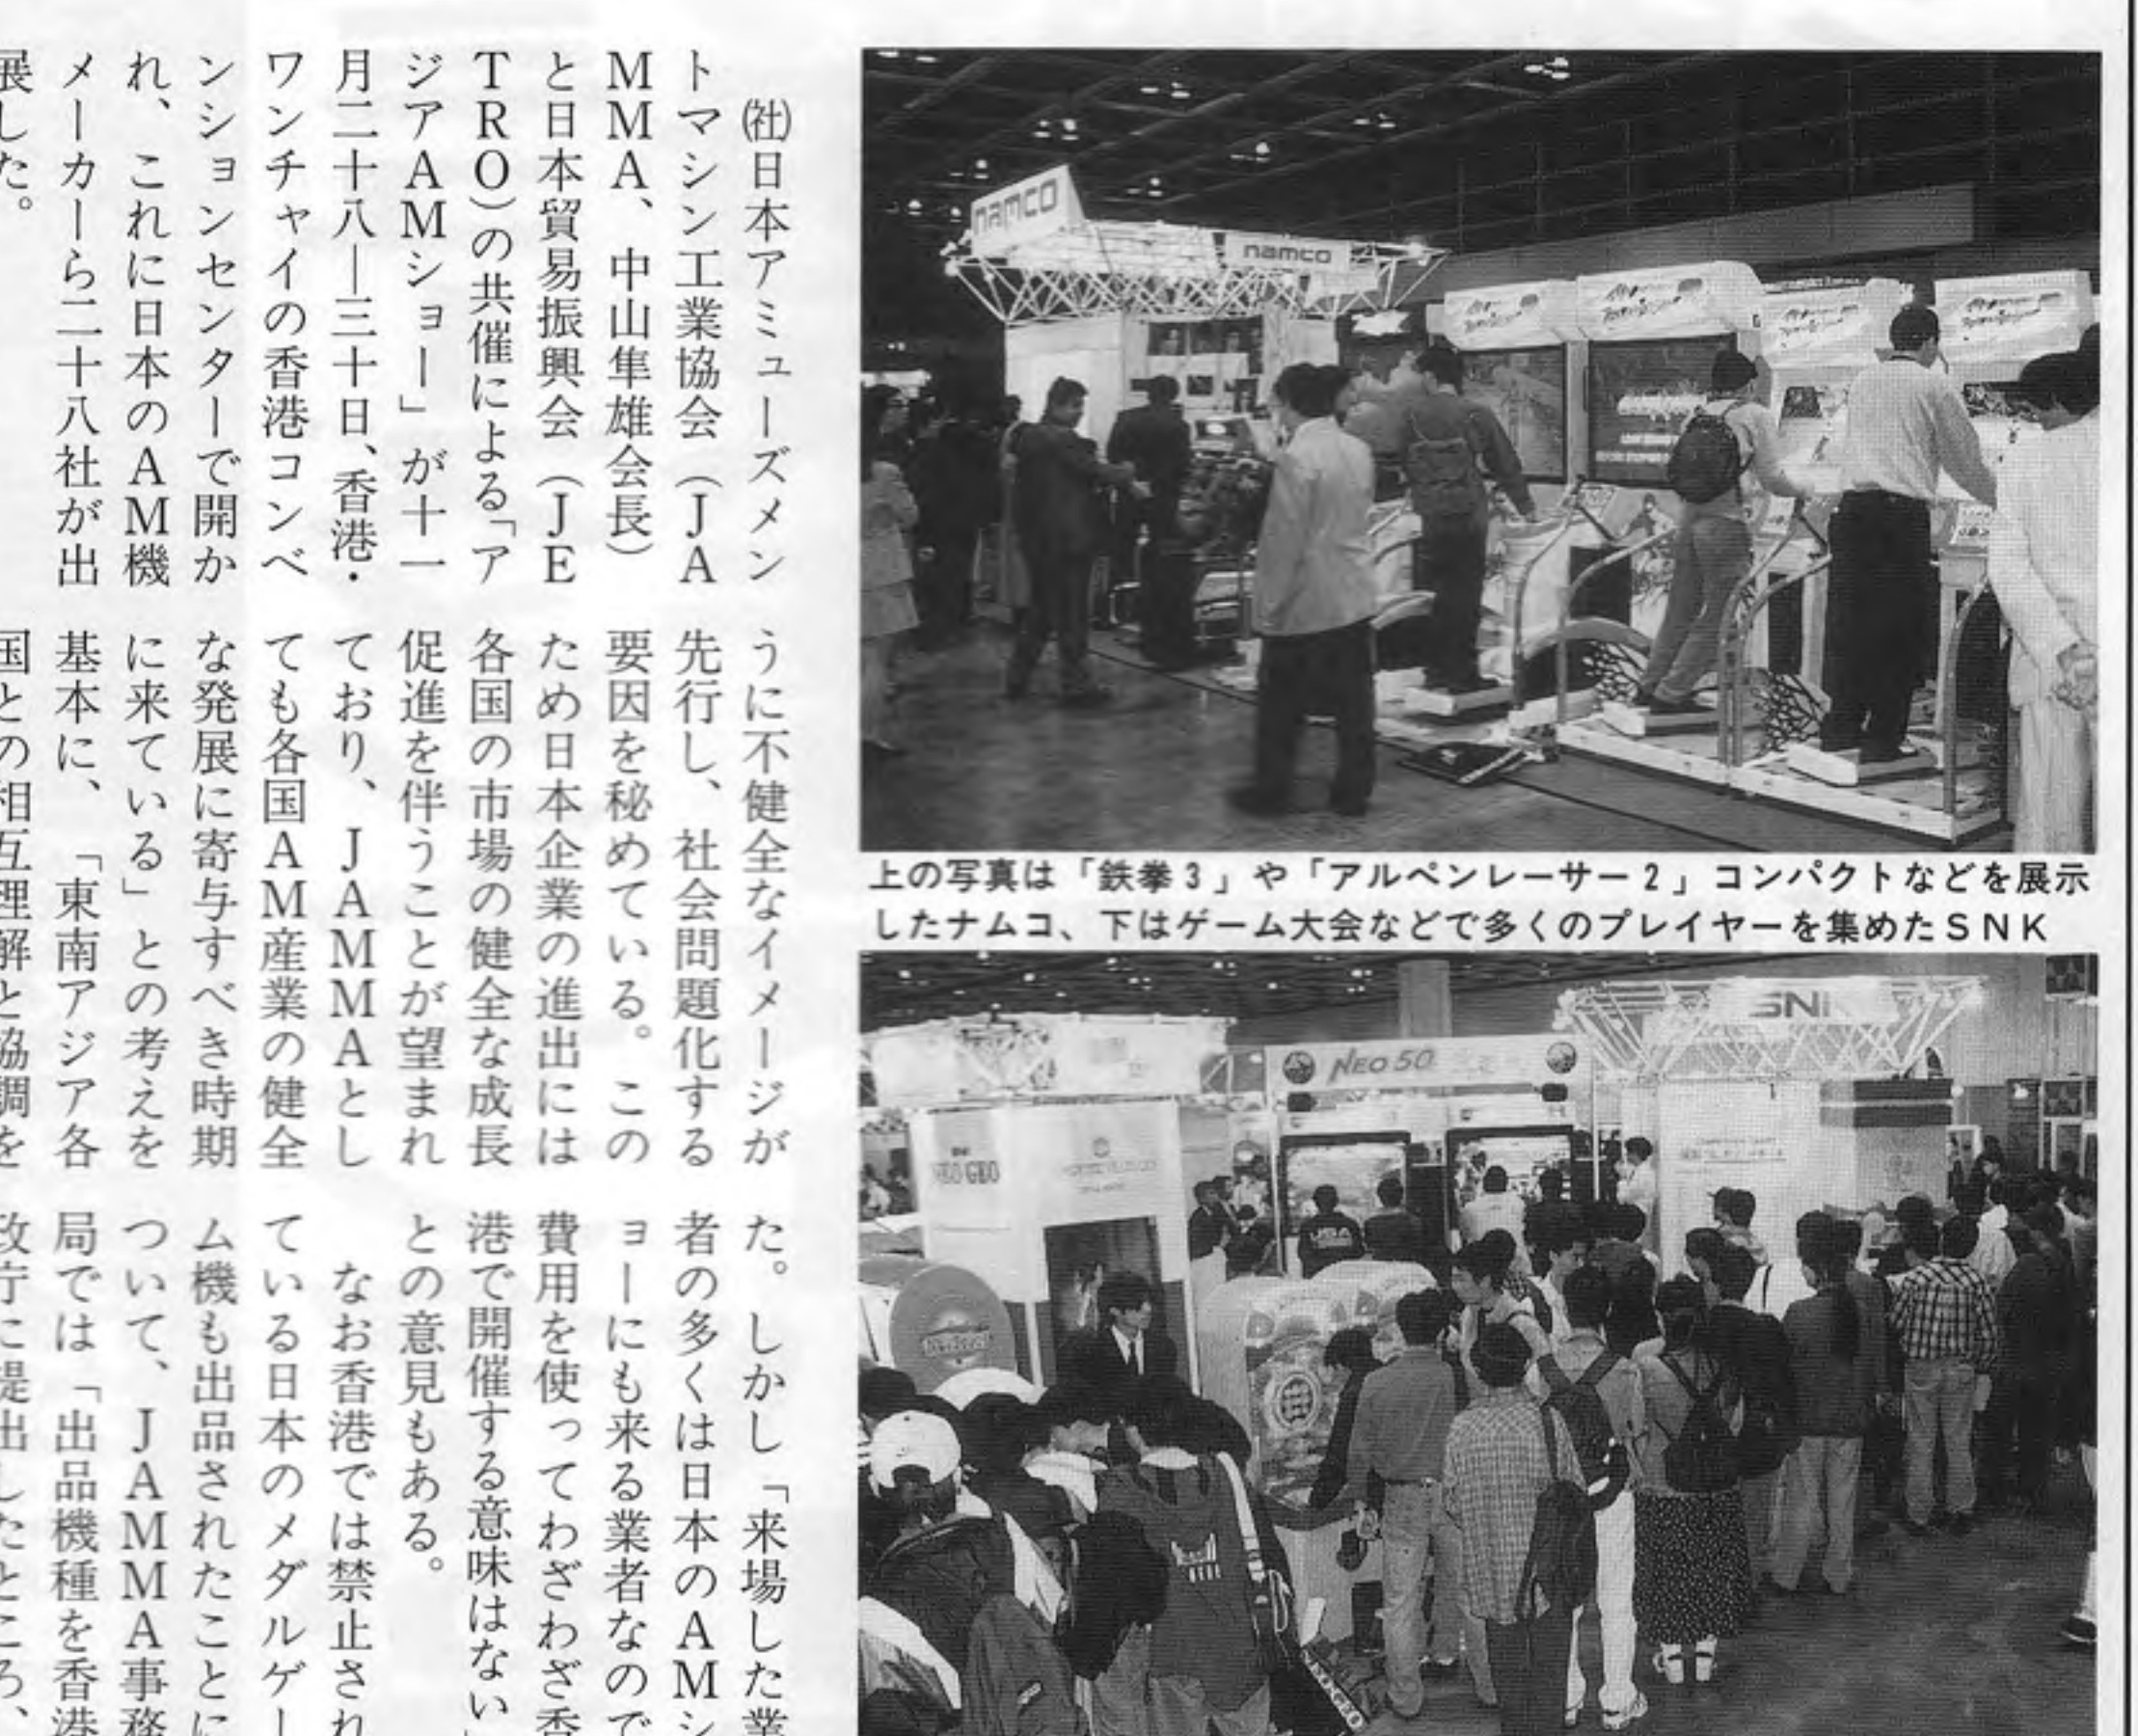 ㈳日本アミューズメン
トマシン工業協会（JA
MMA、中山隼雄会長）
と日本貿易振興会（JE
TRO）の共催による「ア
ジアAMショー」が十一
月二十八―三十日、香港・
ワンチャイの香港コンベ
ンションセンターで開か
れ、これに日本のAM機
メーカーら二十八社が出
展した。
うに不健全なイメージが
先行し、社会問題化する
要因を秘めている。この
ため日本企業の進出には
各国の市場の健全な成長
促進を伴うことが望まれ
ており、JAMMAとし
ても各国AM産業の健全
な発展に寄与すべき時期
に来ている」との考えを
基本に、「東南アジア各
国との相互理解と協調を
た。しかし「来場した業
者の多くは日本のAMシ
ョーにも来る業者なので
費用を使ってわざわざ香
港で開催する意味はない」
との意見もある。
なお香港では禁止され
ている日本のメダルゲー
ム機も出品されたことに
ついて、JAMMA事務
局では「出品機種を香港
政庁に提出したところ、
namco
namco
上の写真は「鉄拳3」や「アルペンレーサー2」コンパクトなどを展示
したナムコ、下はゲーム大会などで多くのプレイヤーを集めたSNK
SNK
NEO 50
NEO GEO
USA
NEO-GEO